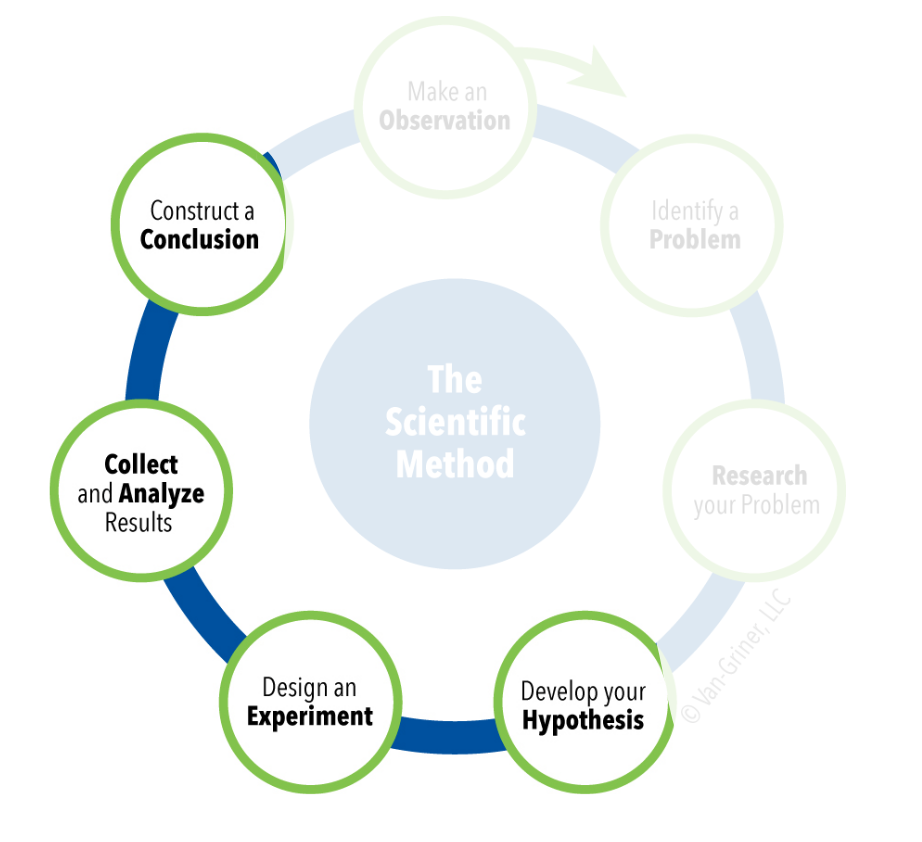 Make an
Observation
Identify a
Problem
Research
your Problem
Develop your
Hypothesis
Design an
Experiment
Collect
and Analyze
Results
Construct a
Conclusion
The
Scientific
Method
© Van-Griner, LLC